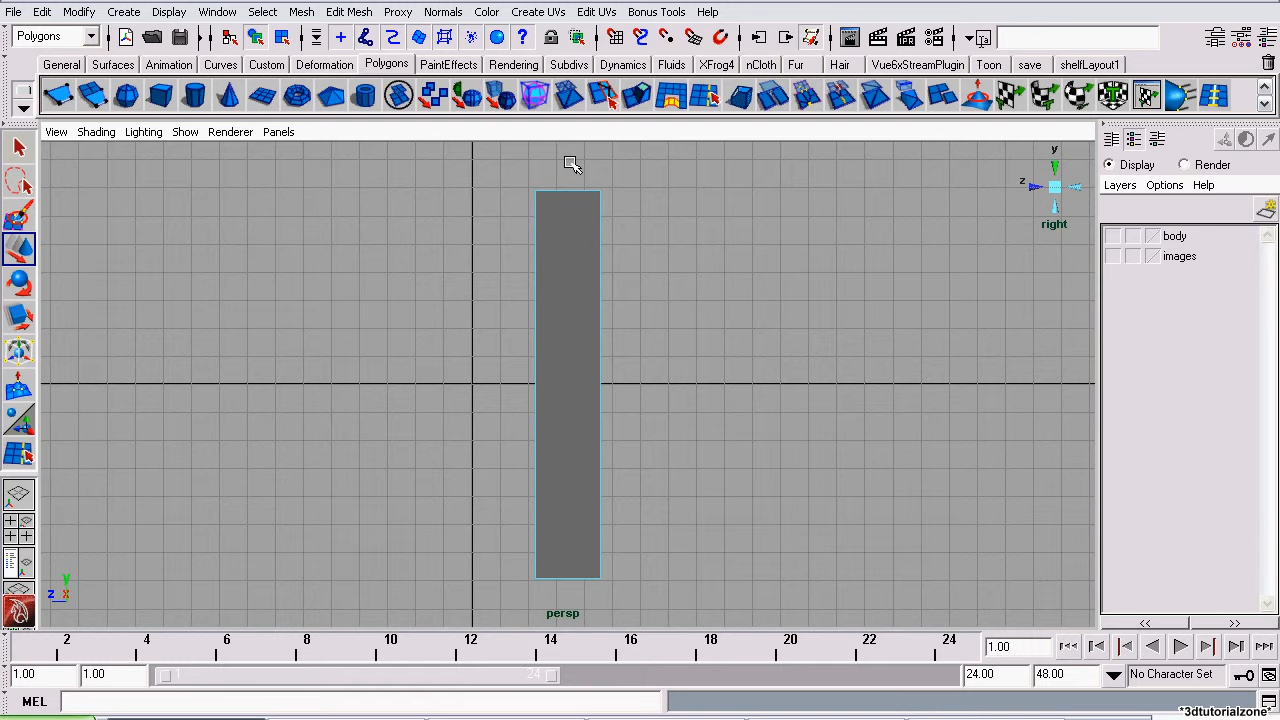 File Edit Modify Create Display Window Select Mesh Edit Mesh Proxy Normals Color Create UVs Edit UVs Bonus Tools Help
Polygons
General Surfaces Animation Curves Custom Deformation Polygons PaintEffects Rendering Subdivs Dynamics Fluids XFrog4 nCloth Fur Hair Vue6xStreamPlugin Toon save shelfLayout1
View Shading Lighting Show Renderer Panels
Display Render
Layers Options Help
y
z
right
body
images
y
z x
persp
2 4 6 8 10 12 14 16 18 20 22 24
1.00
1.00 1.00 1 24 24.00 48.00 No Character Set
MEL
*3dtutorialzone*